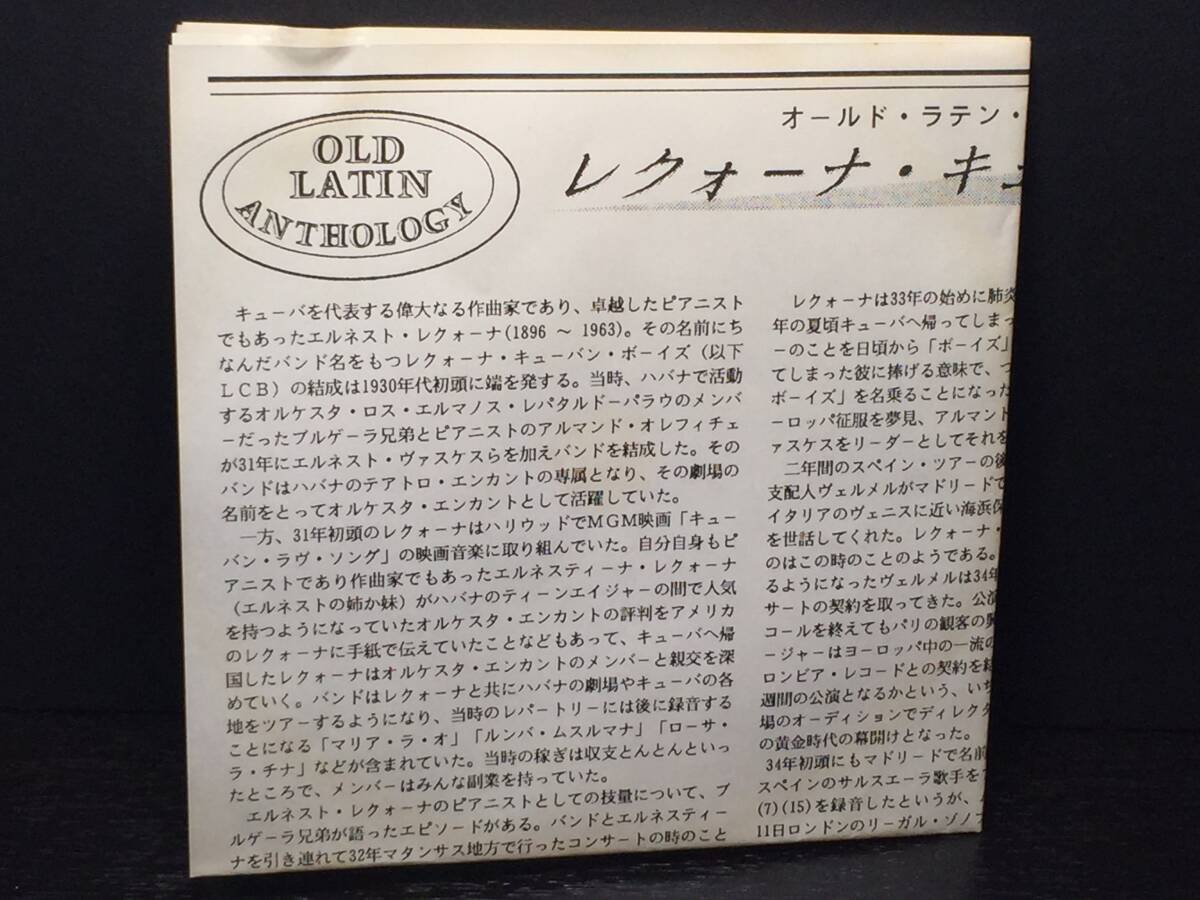 OLD
LATIN
ANTHOLOGY
オールド・ラテン・
レクォーナ・キュ
キューバを代表する偉大なる作曲家であり、卓越したピアニスト
でもあったエルネスト・レクォーナ(1896 ～ 1963)。その名前にち
なんだバンド名をもつレクォーナ・キューバン・ボーイズ（以下
LCB）の結成は1930年代初頭に端を発する。当時、ハバナで活動
するオルケスタ・ロス・エルマノス・レパタルドーパラウのメンバ
ーだったブルゲーラ兄弟とピアニストのアルマンド・オレフィチェ
が31年にエルネスト・ヴァスケスらを加えバンドを結成した。その
バンドはハバナのテアトロ・エンカントの専属となり、その劇場の
名前をとってオルケスタ・エンカントとして活躍していた。
一方、31年初頭のレクォーナはハリウッドでMGM映画「キュー
バン・ラヴ・ソング」の映画音楽に取り組んでいた。自分自身もピ
アニストであり作曲家でもあったエルネスティーナ・レクォーナ
（エルネストの姉か妹）がハバナのティーンエイジャーの間で人気
を持つようになっていたオルケスタ・エンカントの評判をアメリカ
のレクォーナに手紙で伝えていたことなどもあって、キューバへ帰
国したレクォーナはオルケスタ・エンカントのメンバーと親交を深
めていく。バンドはレクォーナと共にハバナの劇場やキューバの各
地をツアーするようになり、当時のレパートリーには後に録音する
ことになる「マリア・ラ・オ」「ルンバ・ムスルマナ」「ローサ・
ラ・チナ」などが含まれていた。当時の稼ぎは収支とんとんといっ
たところで、メンバーはみんな副業を持っていた。
エルネスト・レクォーナのピアニストとしての技量について、ブ
ルゲーラ兄弟が語ったエピソードがある。バンドとエルネスティー
ナを引き連れて32年マタンサス地方で行ったコンサートの時のこと
レクォーナは33年の始めに肺炎
年の夏頃キューバへ帰ってしまっ
ーのことを日頃から「ボーイズ」
てしまった彼に捧げる意味で、つ
ボーイズ」を名乗ることになった
ーロッパ征服を夢見、アルマンド
ァスケスをリーダーとしてそれを
二年間のスペイン・ツアーの後
支配人ヴェルメルがマドリードで
イタリアのヴェニスに近い海浜保
を世話してくれた。レクォーナ・
のはこの時のことのようである。
るようになったヴェルメルは34年
サートの契約を取ってきた。公演
コールを終えてもパリの観客の興
ージャーはヨーロッパ中の一流の
ロンビア・レコードとの契約を結
週間の公演となるかという、いち
場のオーディションでディレクタ
の黄金時代の幕開けとなった。
34年初頭にもマドリードで名前
スペインのサルスエーラ歌手を
(7)(15)を録音したというが、
11日ロンドンのリーガル・ゾノフ